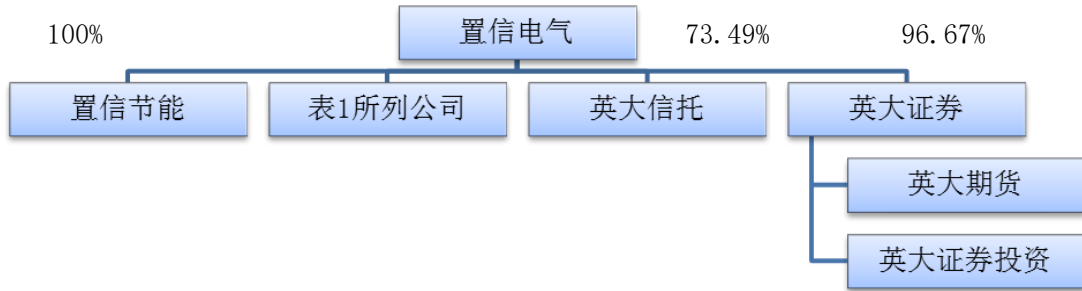 100%
置信电气
73.49%
96.67%
置信节能
表1所列公司
英大信托
英大证券
英大期货
英大证券投资